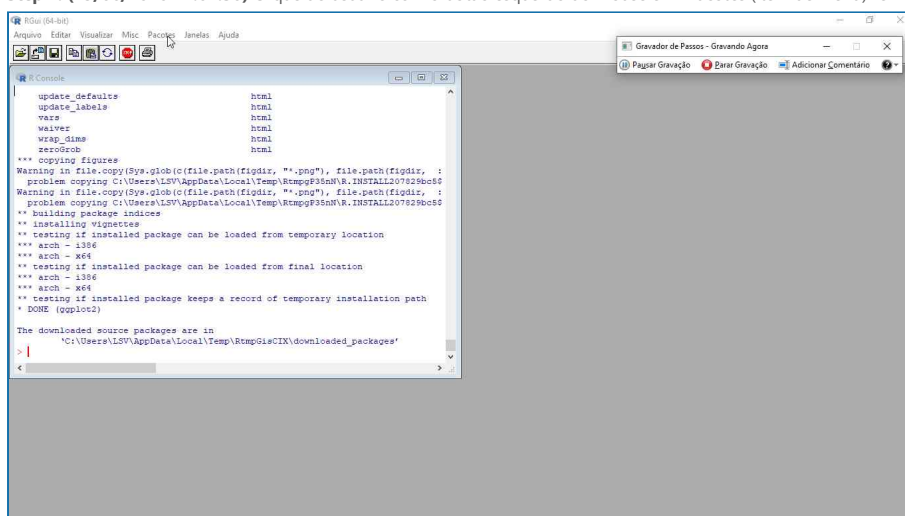 RGui (64-bit)
Arquivo Editar Visualizar Misc Pacotes Janelas Ajuda
Gravador de Passos - Gravando Agora
Pausar Gravação Parar Gravação Adicionar Comentário
R Console
update_defaults html
update_labels html
vars html
waiver html
wrap_dims html
zeroGrob html
*** copying figures
Warning in file.copy(Sys.glob(c(file.path(figdir, "*.png"), file.path(figdir, :
problem copying C:\Users\LSV\AppData\Local\Temp\RtmpgP35nN\R.INSTALL207829bc5$
Warning in file.copy(Sys.glob(c(file.path(figdir, "*.png"), file.path(figdir, :
problem copying C:\Users\LSV\AppData\Local\Temp\RtmpgP35nN\R.INSTALL207829bc5$
** building package indices
** installing vignettes
** testing if installed package can be loaded from temporary location
*** arch - i386
*** arch - x64
** testing if installed package can be loaded from final location
*** arch - i386
*** arch - x64
** testing if installed package keeps a record of temporary installation path
* DONE (ggplot2)
The downloaded source packages are in
‘C:\Users\LSV\AppData\Local\Temp\RtmpGisCIX\downloaded_packages’
>